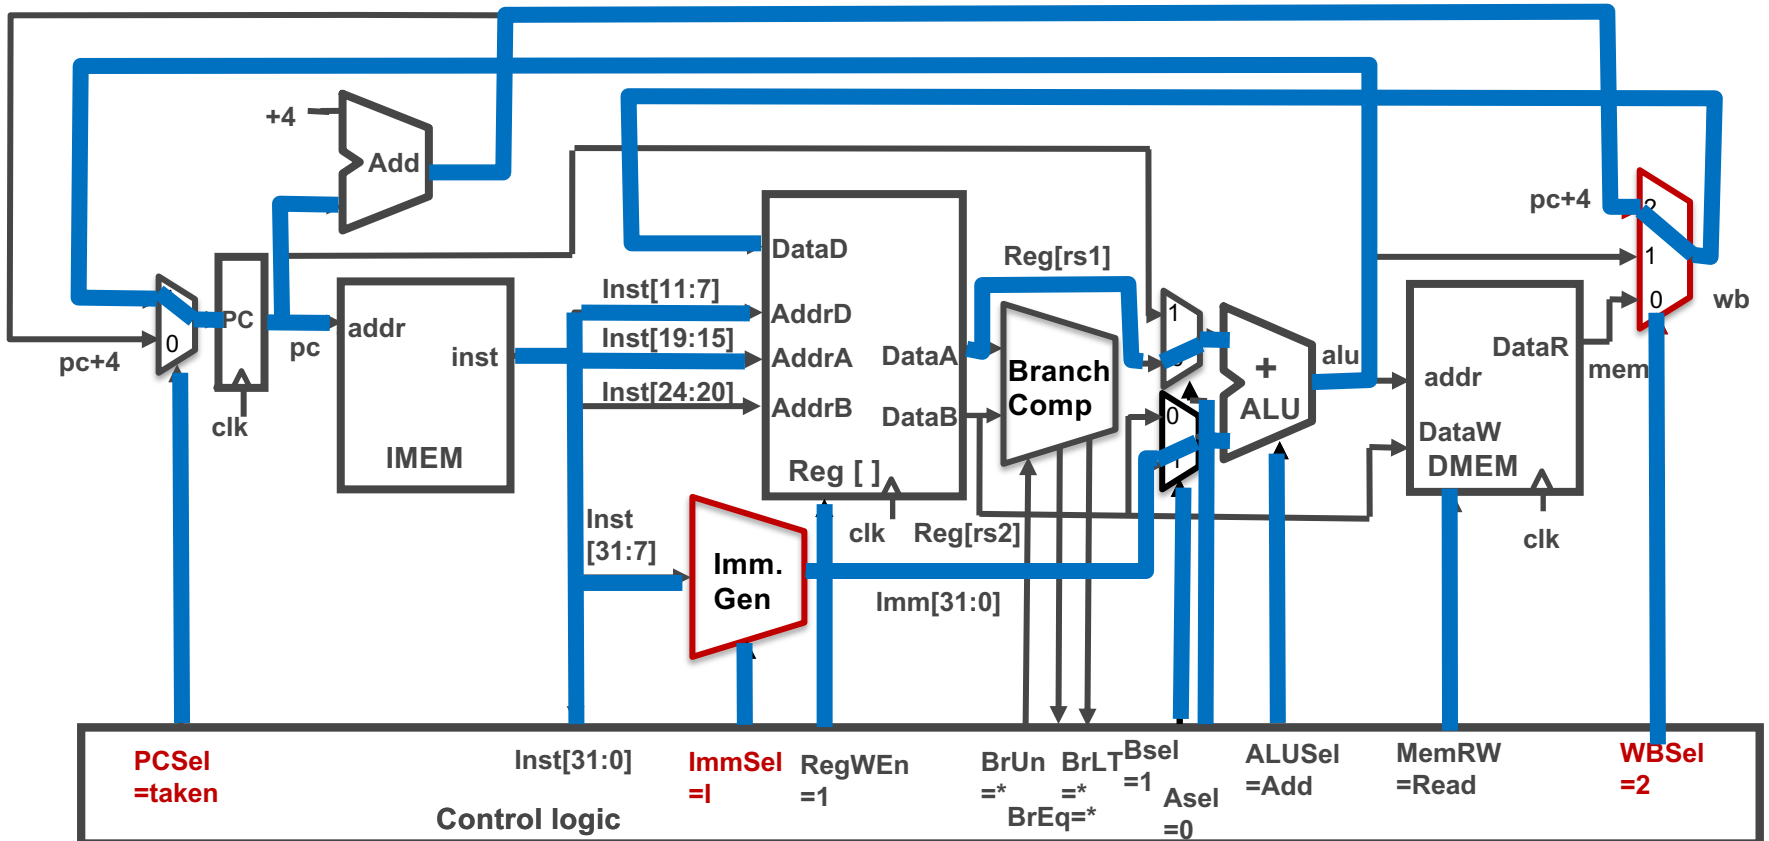 +4
Add
pc+4
0
PC
clk
pc
addr
inst
IMEM
Inst[11:7]
Inst[19:15]
Inst[24:20]
DataD
AddrD
AddrA
AddrB
DataA
DataB
Reg [ ]
clk
Inst
[31:7]
Imm.
Gen
Imm[31:0]
Reg[rs1]
Reg[rs2]
Branch
Comp
1
0
+
ALU
alu
addr
DataW
DataR
DMEM
clk
mem
pc+4
2
1
0
wb
PCSel
=taken
Inst[31:0]
ImmSel
=I
RegWEn
=1
BrUn
=*
BrEq=*
BrLT
=*
Bsel
=1
Asel
=0
ALUSel
=Add
MemRW
=Read
WBSel
=2
Control logic